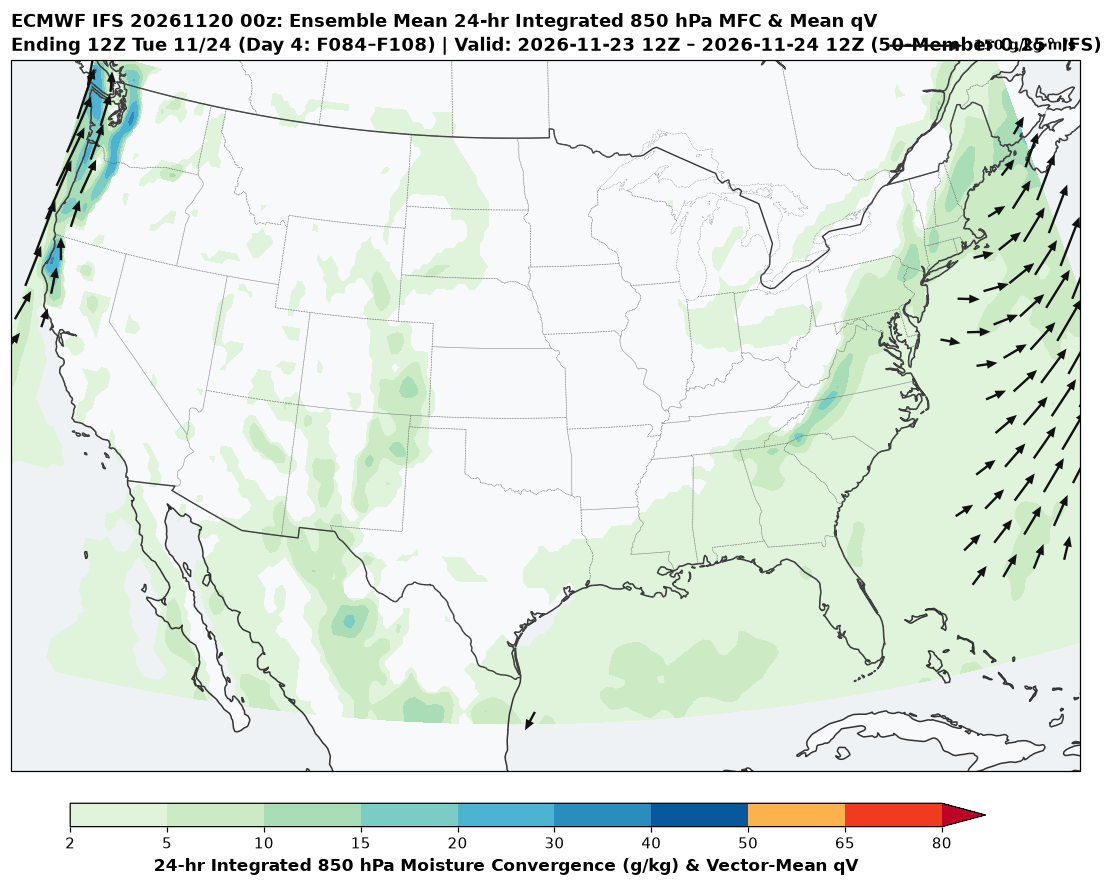 ECMWF IFS 20261120 00z: Ensemble Mean 24-hr Integrated 850 hPa MFC & Mean qV
Ending 12Z Tue 11/24 (Day 4: F084–F108) | Valid: 2026-11-23 12Z – 2026-11-24 12Z (50-Member 0.25° IFS)
150 g/kg·m/s
2 5 10 15 20 30 40 50 65 80
24-hr Integrated 850 hPa Moisture Convergence (g/kg) & Vector-Mean qV